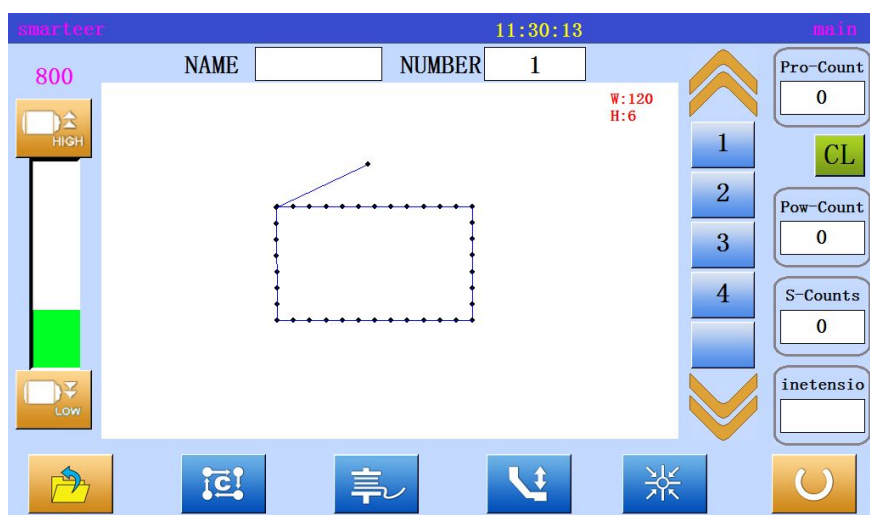 smarteer 11:30:13 main
800 NAME NUMBER 1 Pro-Count
0
W:120
H:6
HIGH
1 CL
2 Pow-Count
3 0
4 S-Counts
0
inetensio
LOW
C